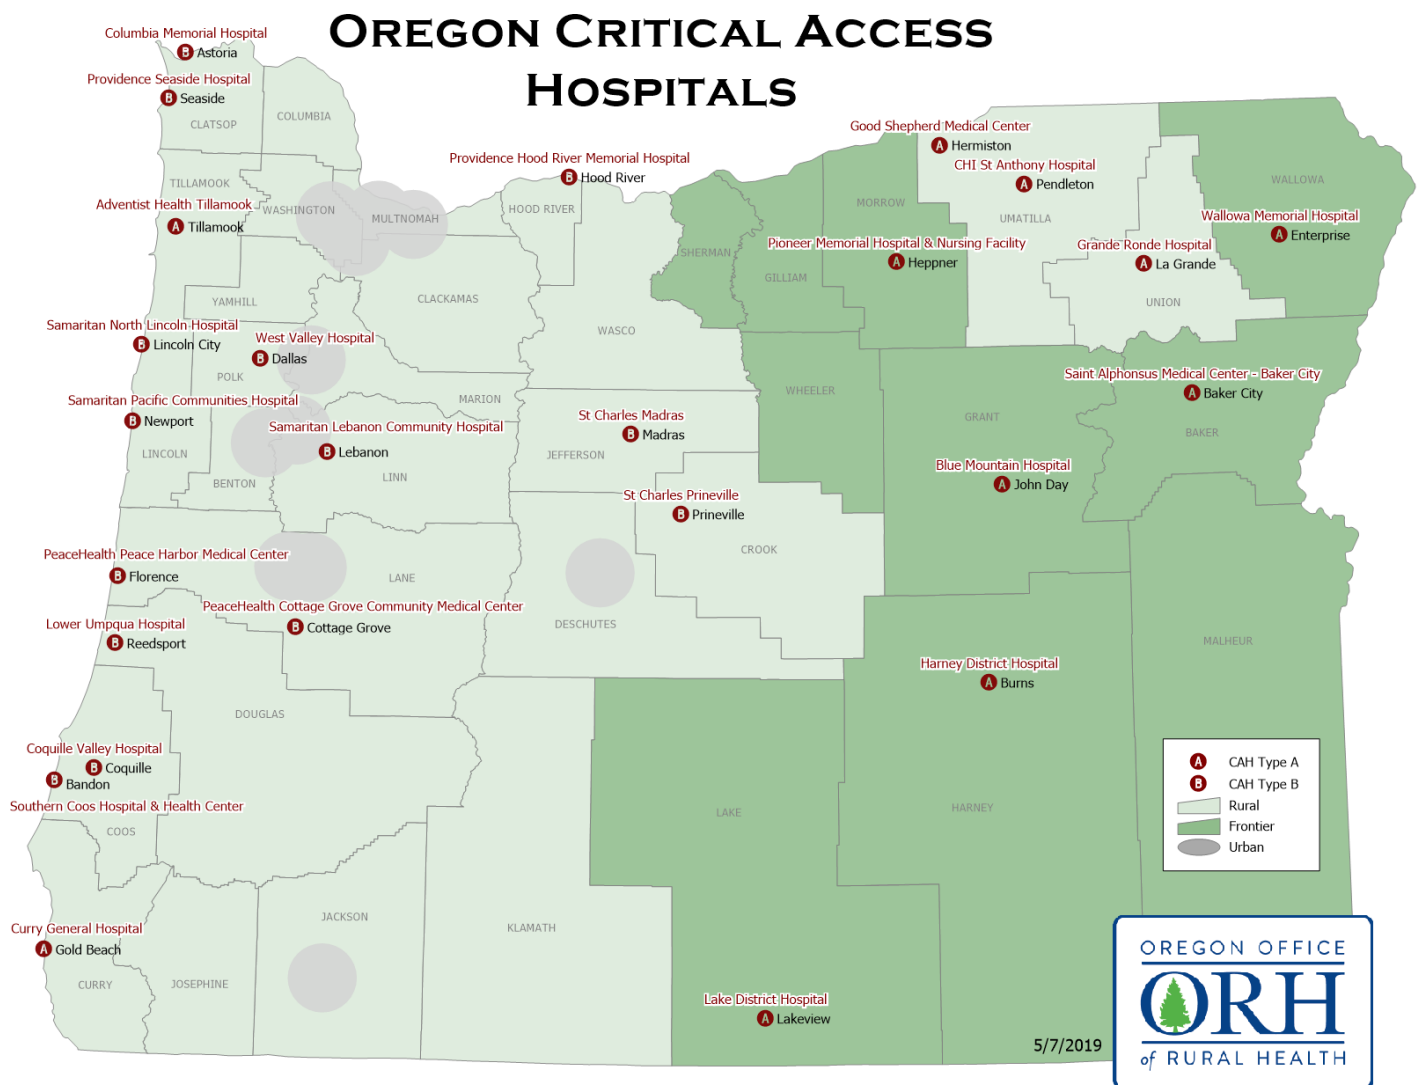 OREGON CRITICAL ACCESS
HOSPITALS
Columbia Memorial Hospital
B Astoria
Providence Seaside Hospital
B Seaside
CLATSOP
COLUMBIA
TILLAMOOK
Adventist Health Tillamook
A Tillamook
WASHINGTON
MULTNOMAH
Providence Hood River Memorial Hospital
B Hood River
HOOD RIVER
Good Shepherd Medical Center
A Hermiston
CHI St Anthony Hospital
A Pendleton
UMATILLA
WALLOWA
Wallowa Memorial Hospital
A Enterprise
MORROW
Pioneer Memorial Hospital & Nursing Facility
A Heppner
SHERMAN
GILLIAM
Grande Ronde Hospital
A La Grande
UNION
YAMHILL
CLACKAMAS
WASCO
Samaritan North Lincoln Hospital
B Lincoln City
West Valley Hospital
B Dallas
POLK
MARION
Samaritan Pacific Communities Hospital
B Newport
LINCOLN
BENTON
Samaritan Lebanon Community Hospital
B Lebanon
LINN
St Charles Madras
B Madras
JEFFERSON
WHEELER
GRANT
Saint Alphonsus Medical Center - Baker City
A Baker City
BAKER
Blue Mountain Hospital
A John Day
St Charles Prineville
B Prineville
CROOK
PeaceHealth Peace Harbor Medical Center
B Florence
LANE
PeaceHealth Cottage Grove Community Medical Center
B Cottage Grove
DESCHUTES
Lower Umpqua Hospital
B Reedsport
MALHEUR
Harney District Hospital
A Burns
DOUGLAS
Coquille Valley Hospital
B Coquille
B Bandon
Southern Coos Hospital & Health Center
COOS
LAKE
HARNEY
A CAH Type A
B CAH Type B
Rural
Frontier
Urban
Curry General Hospital
A Gold Beach
CURRY
JOSEPHINE
JACKSON
KLAMATH
Lake District Hospital
A Lakeview
5/7/2019
OREGON OFFICE
ORH
of RURAL HEALTH